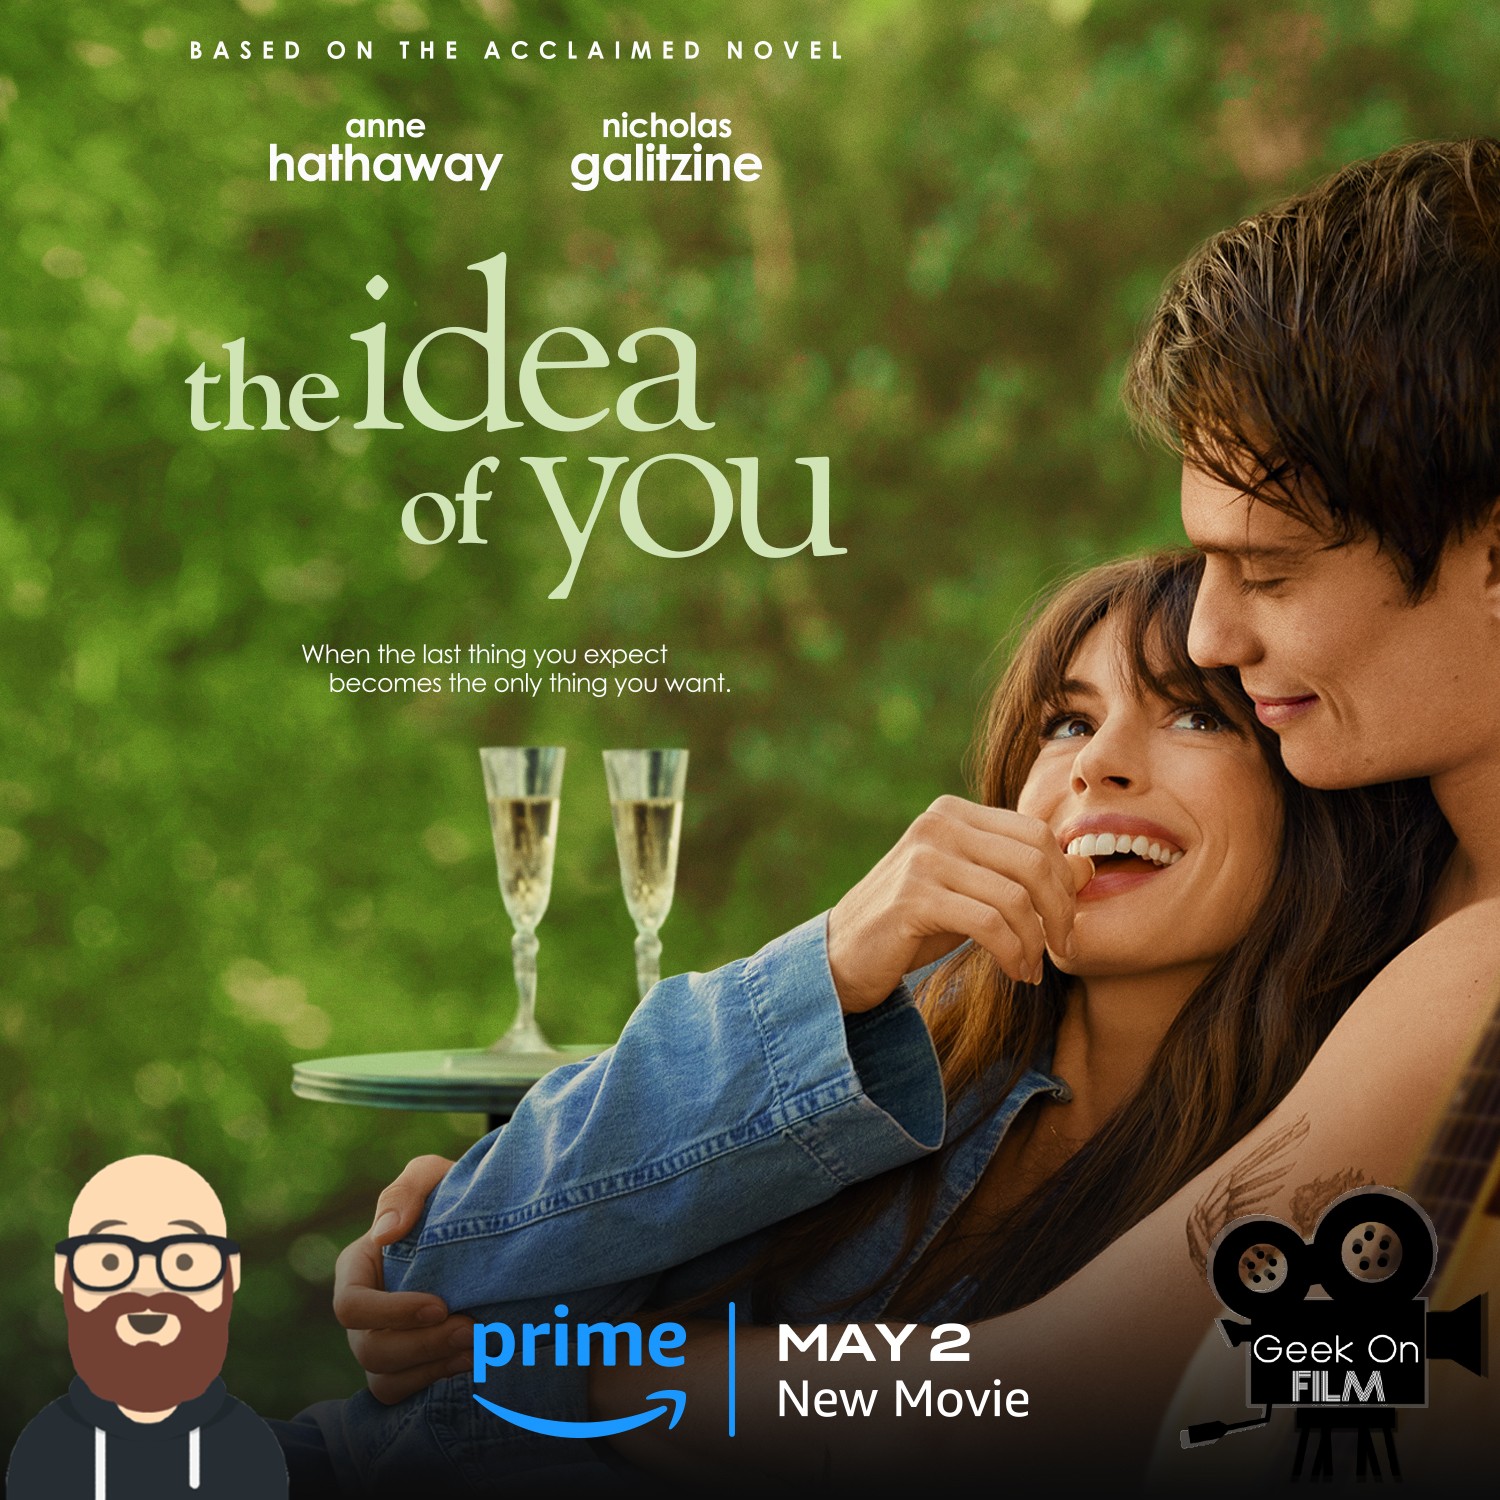 BASED ON THE ACCLAIMED NOVEL
anne hathaway
nicholas galitzine
the idea
of you
When the last thing you expect
becomes the only thing you want.
prime
MAY 2
New Movie
Geek On
FILM